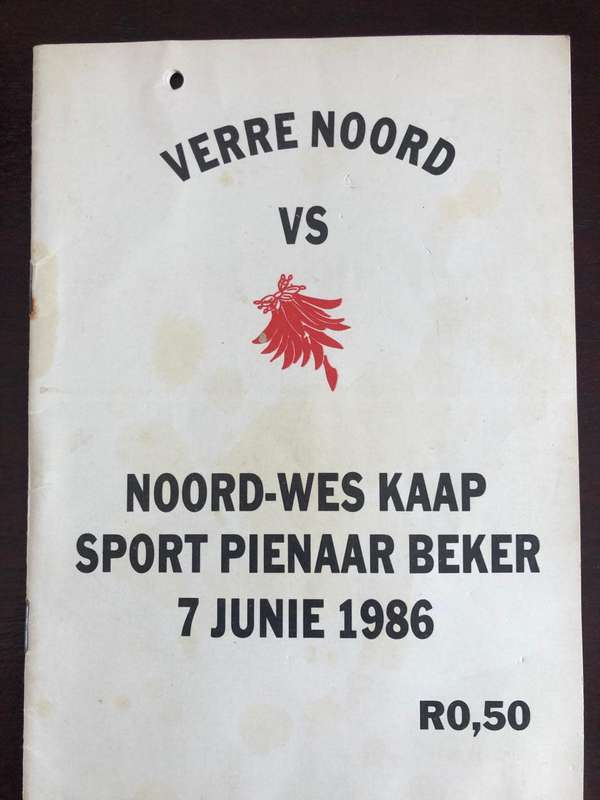 VERRE NOORD
VS
NOORD-WES KAAP
SPORT PIENAAR BEKER
7 JUNIE 1986
R0,50